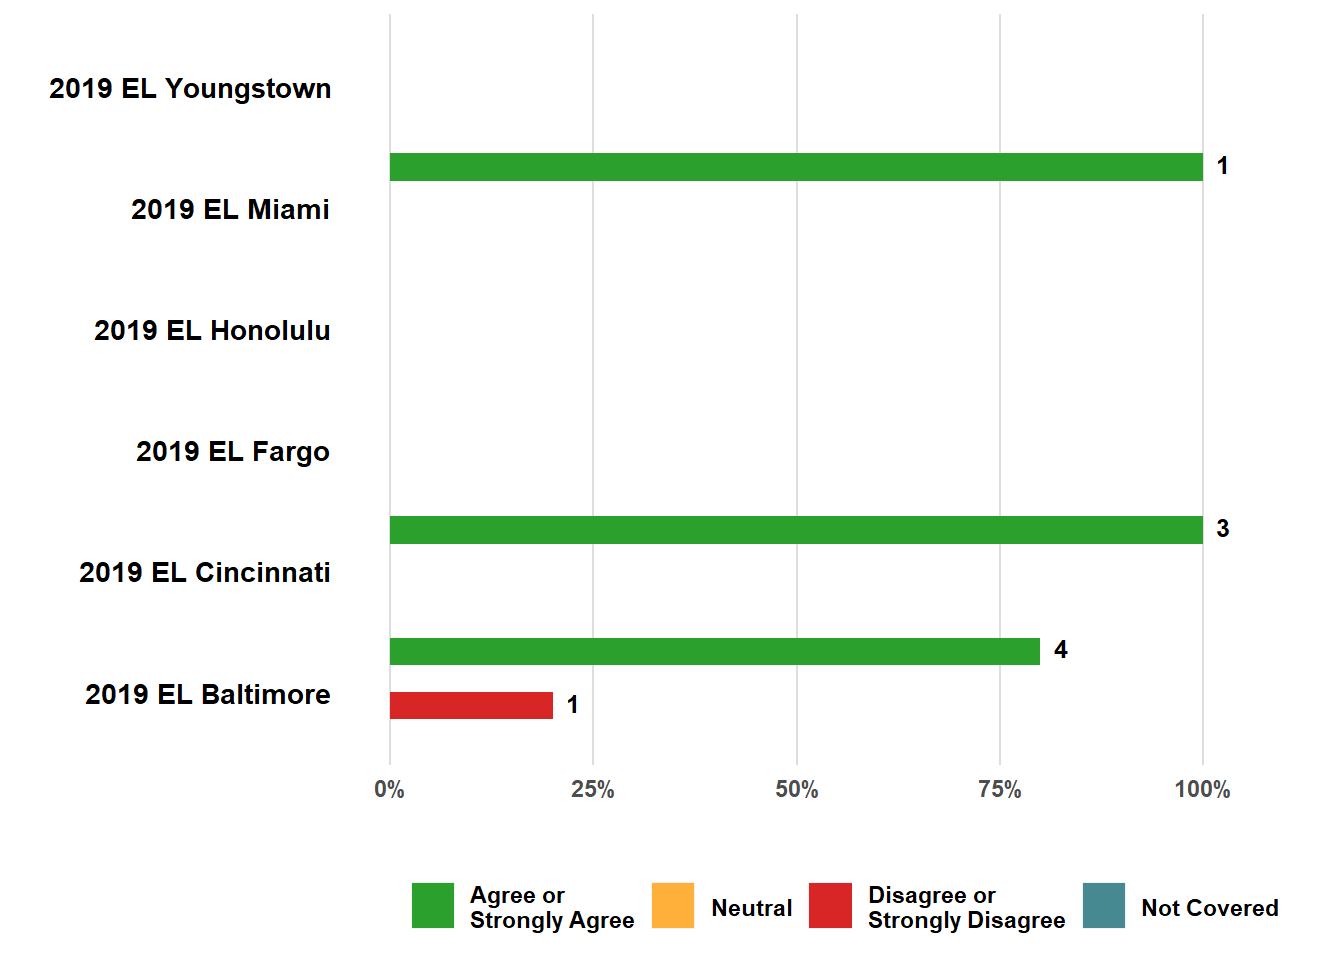 2019 EL Youngstown
1
2019 EL Miami
2019 EL Honolulu
2019 EL Fargo
3
2019 EL Cincinnati
4
2019 EL Baltimore
1
0% 25% 50% 75% 100%
Agree or
Strongly Agree
Neutral
Disagree or
Strongly Disagree
Not Covered